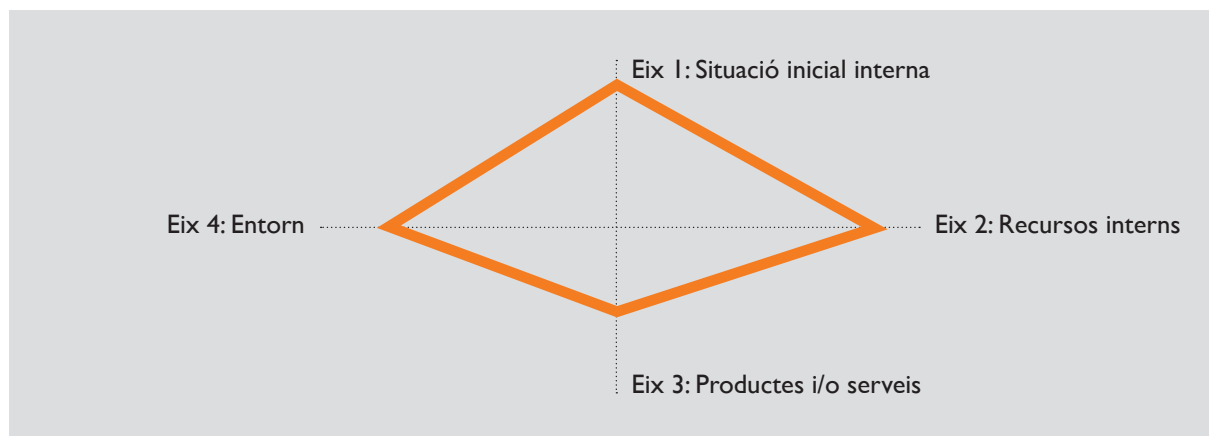 Eix 1: Situació inicial interna
Eix 4: Entorn
Eix 2: Recursos interns
Eix 3: Productes i/o serveis